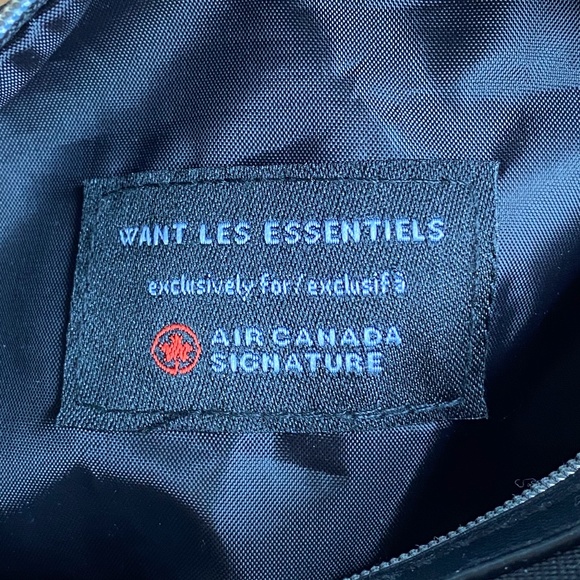 WANT LES ESSENTIELS
exclusively for/exclusif à
AIR CANADA
SIGNATURE